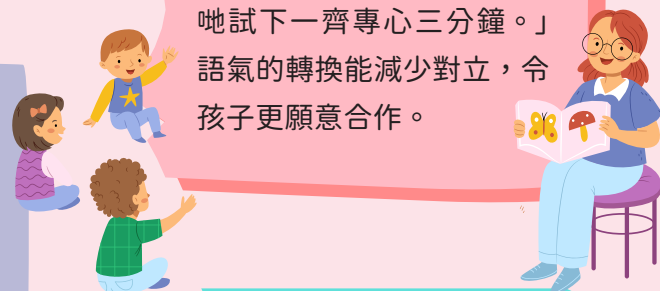 哋試下一齊專心三分鐘。」
語氣的轉換能減少對立，令
孩子更願意合作。